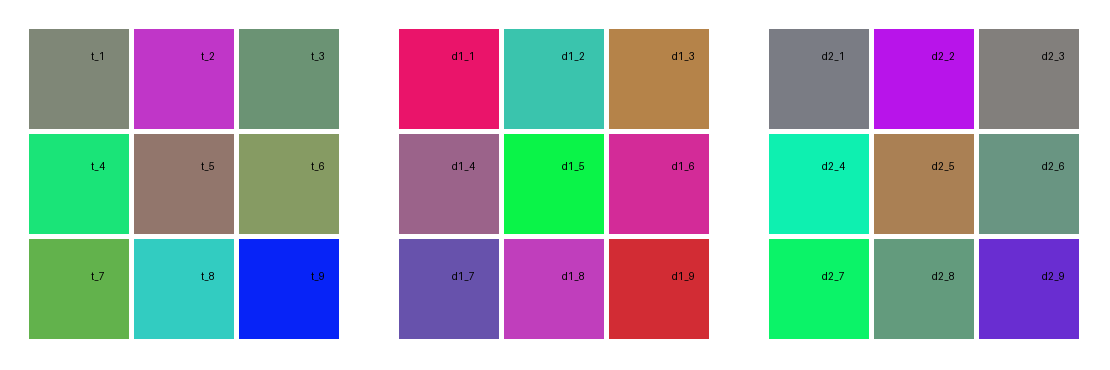 t_1 t_2 t_3 d1_1 d1_2 d1_3 d2_1 d2_2 d2_3
t_4 t_5 t_6 d1_4 d1_5 d1_6 d2_4 d2_5 d2_6
t_7 t_8 t_9 d1_7 d1_8 d1_9 d2_7 d2_8 d2_9